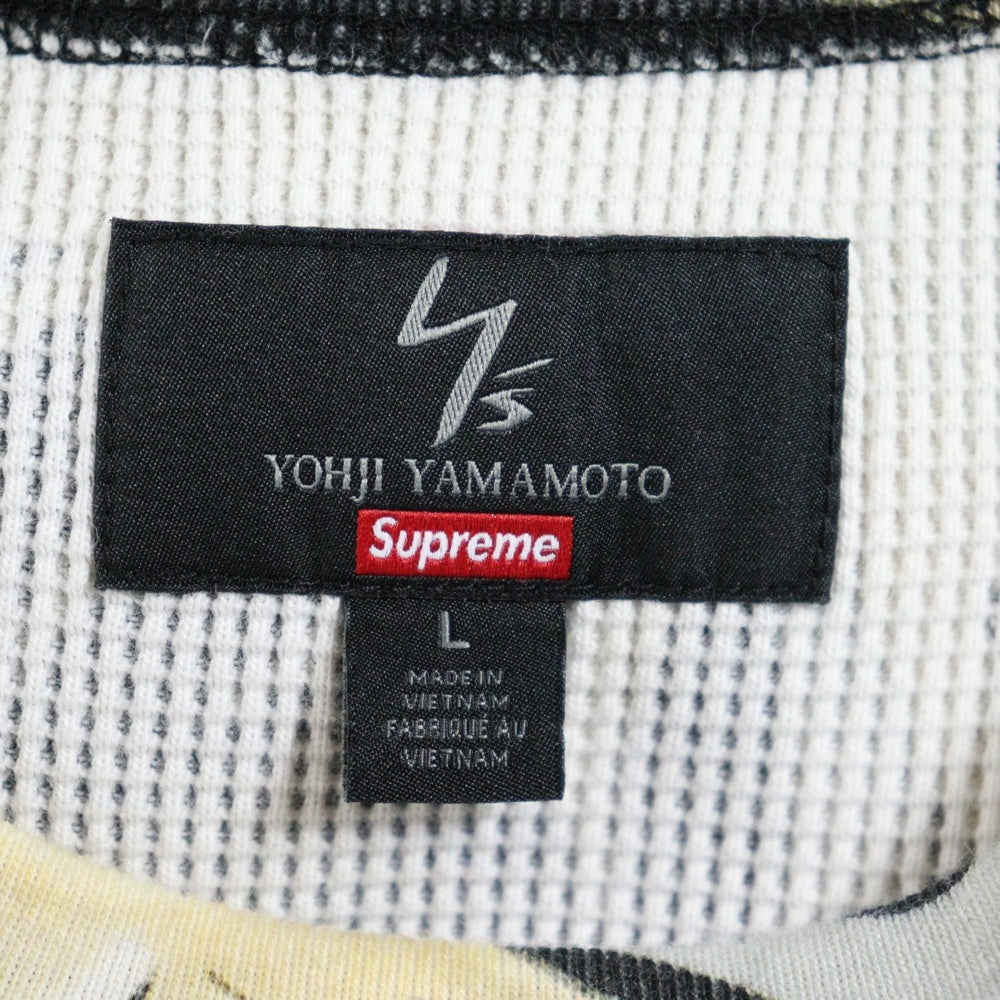 Y's
YOHJI YAMAMOTO
Supreme
L
MADE IN
VIETNAM
FABRIQUÉ AU
VIETNAM